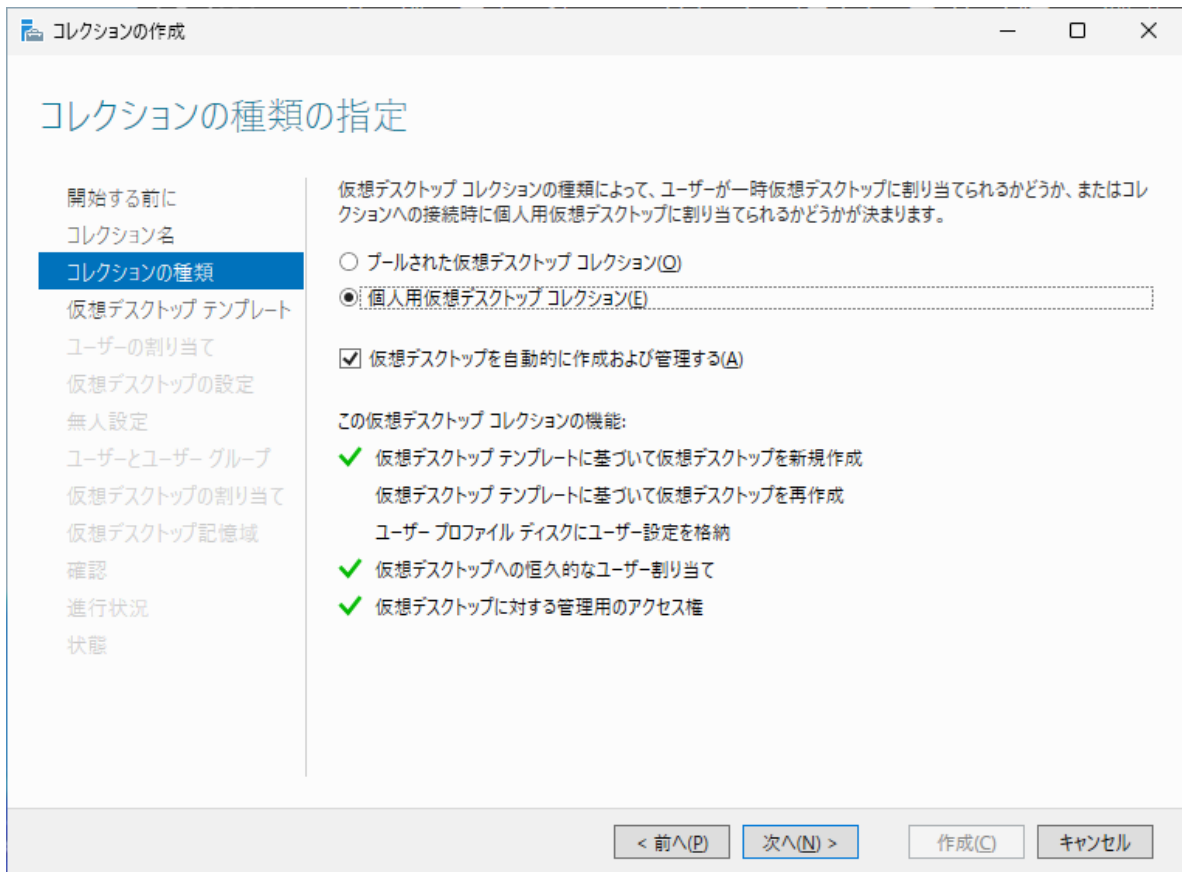 コレクションの作成
コレクションの種類の指定
開始する前に
コレクション名
コレクションの種類
仮想デスクトップ テンプレート
ユーザーの割り当て
仮想デスクトップの設定
無人設定
ユーザーとユーザー グループ
仮想デスクトップの割り当て
仮想デスクトップ記憶域
確認
進行状況
状態
仮想デスクトップ コレクションの種類によって、ユーザーが一時仮想デスクトップに割り当てられるかどうか、またはコレ
クションへの接続時に個人用仮想デスクトップに割り当てられるかどうかが決まります。
プールされた仮想デスクトップ コレクション(O)
個人用仮想デスクトップ コレクション(E)
仮想デスクトップを自動的に作成および管理する(A)
この仮想デスクトップ コレクションの機能:
仮想デスクトップ テンプレートに基づいて仮想デスクトップを新規作成
仮想デスクトップ テンプレートに基づいて仮想デスクトップを再作成
ユーザー プロファイル ディスクにユーザー設定を格納
仮想デスクトップへの恒久的なユーザー割り当て
仮想デスクトップに対する管理用のアクセス権
< 前へ(P)
次へ(N) >
作成(C)
キャンセル